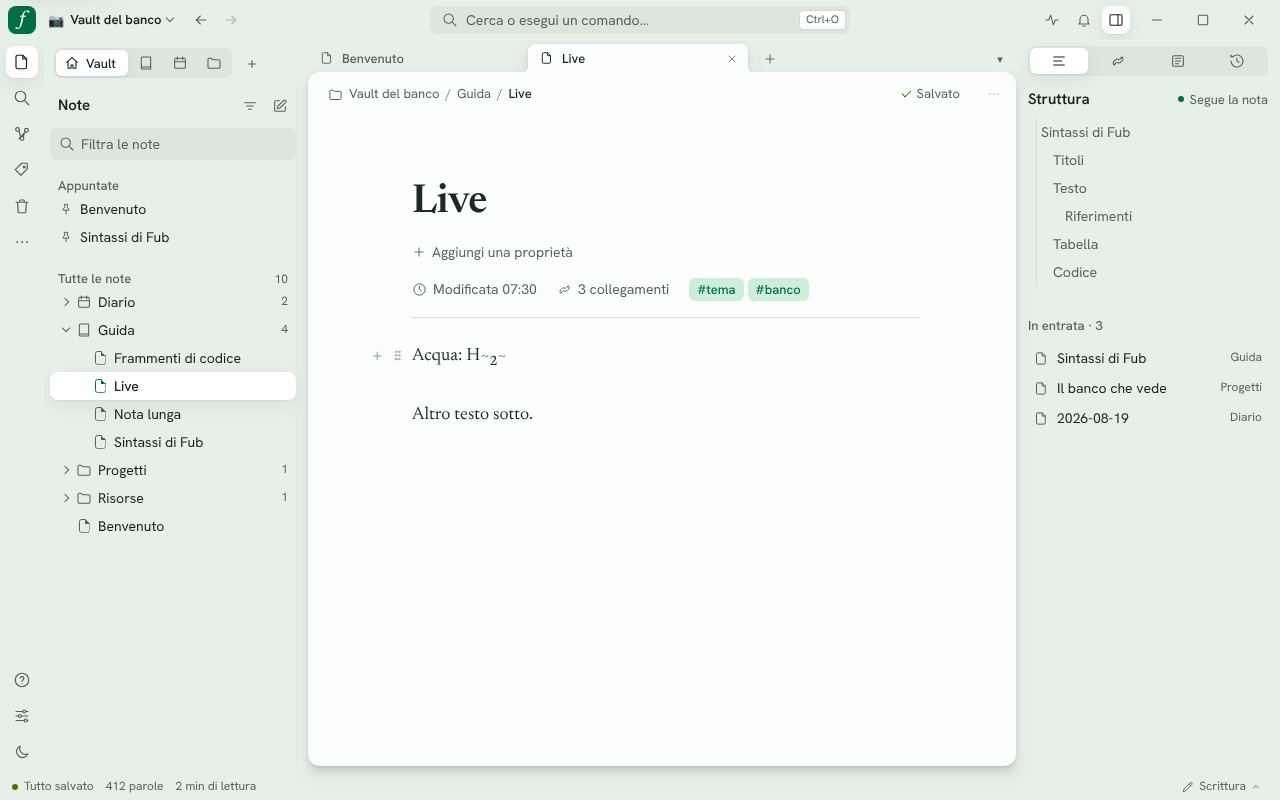 f
Vault del banco
Cerca o esegui un comando...
Ctrl+O
Vault
Note
Filtra le note
Appuntate
Benvenuto
Sintassi di Fub
Tutte le note 10
Diario 2
Guida 4
Frammenti di codice
Live
Nota lunga
Sintassi di Fub
Progetti 1
Risorse 1
Benvenuto
Benvenuto
Live
Vault del banco / Guida / Live
Salvato
Live
Aggiungi una proprietà
Modificata 07:30 3 collegamenti #tema #banco
Acqua: H~2~
Altro testo sotto.
Struttura Segue la nota
Sintassi di Fub
Titoli
Testo
Riferimenti
Tabella
Codice
In entrata · 3
Sintassi di Fub Guida
Il banco che vede Progetti
2026-08-19 Diario
Tutto salvato 412 parole 2 min di lettura
Scrittura